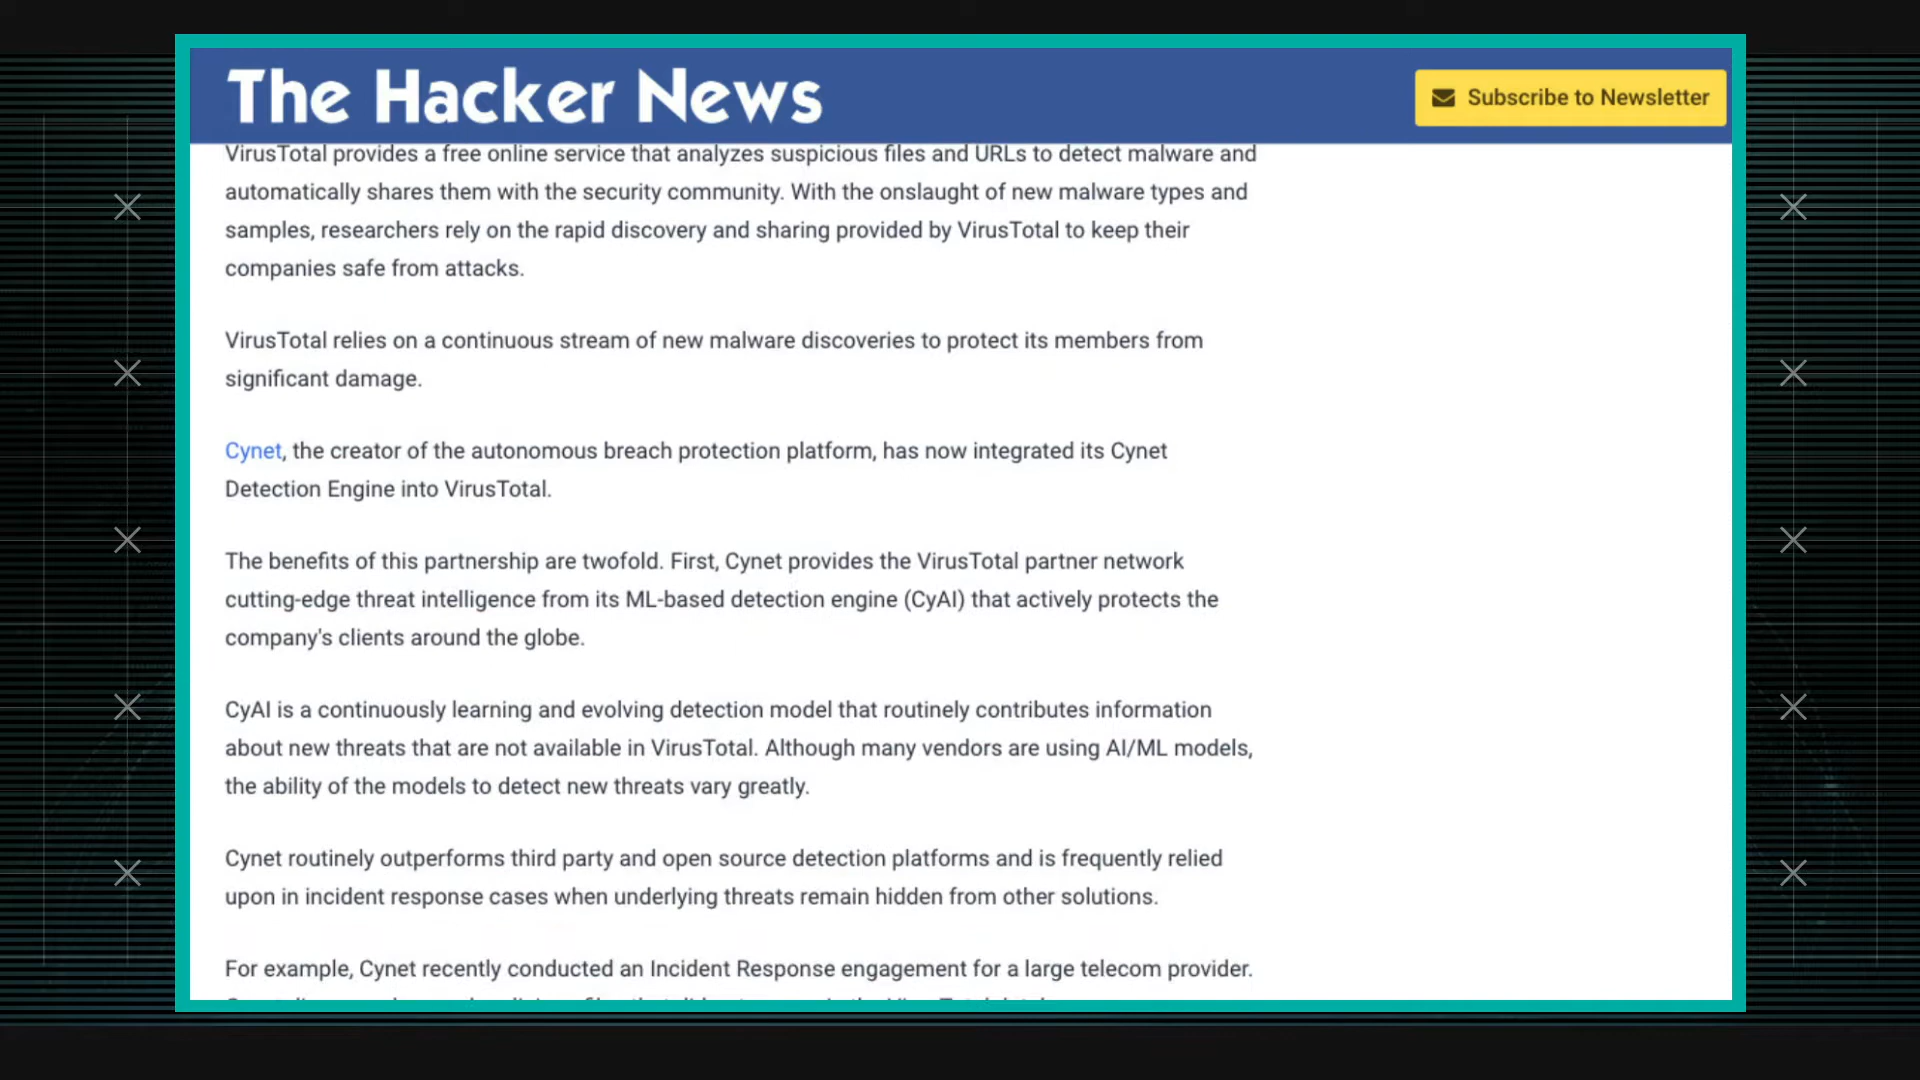 The Hacker News
Subscribe to Newsletter
VirusTotal provides a free online service that analyzes suspicious files and URLs to detect malware and
automatically shares them with the security community. With the onslaught of new malware types and
samples, researchers rely on the rapid discovery and sharing provided by VirusTotal to keep their
companies safe from attacks.
VirusTotal relies on a continuous stream of new malware discoveries to protect its members from
significant damage.
Cynet, the creator of the autonomous breach protection platform, has now integrated its Cynet
Detection Engine into VirusTotal.
The benefits of this partnership are twofold. First, Cynet provides the VirusTotal partner network
cutting-edge threat intelligence from its ML-based detection engine (CyAI) that actively protects the
company's clients around the globe.
CyAI is a continuously learning and evolving detection model that routinely contributes information
about new threats that are not available in VirusTotal. Although many vendors are using AI/ML models,
the ability of the models to detect new threats vary greatly.
Cynet routinely outperforms third party and open source detection platforms and is frequently relied
upon in incident response cases when underlying threats remain hidden from other solutions.
For example, Cynet recently conducted an Incident Response engagement for a large telecom provider.